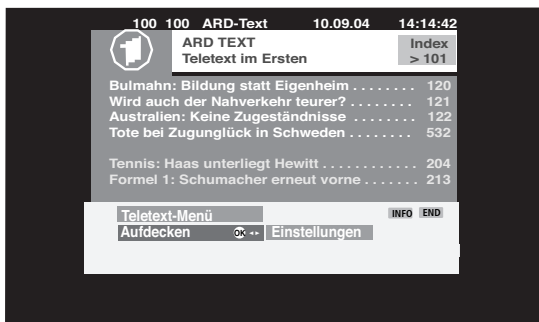 100 100 ARD-Text 10.09.04 14:14:42
ARD TEXT Index
Teletext im Ersten > 101
Bulmahn: Bildung statt Eigenheim . . . . . . . 120
Wird auch der Nahverkehr teurer? . . . . . . . . 121
Australien: Keine Zugeständnisse . . . . . . . . 122
Tote bei Zugunglück in Schweden . . . . . . . . 532
Tennis: Haas unterliegt Hewitt . . . . . . . . . . . . 204
Formel 1: Schumacher erneut vorne . . . . . . . 213
Teletext-Menü INFO END
Aufdecken OK Einstellungen